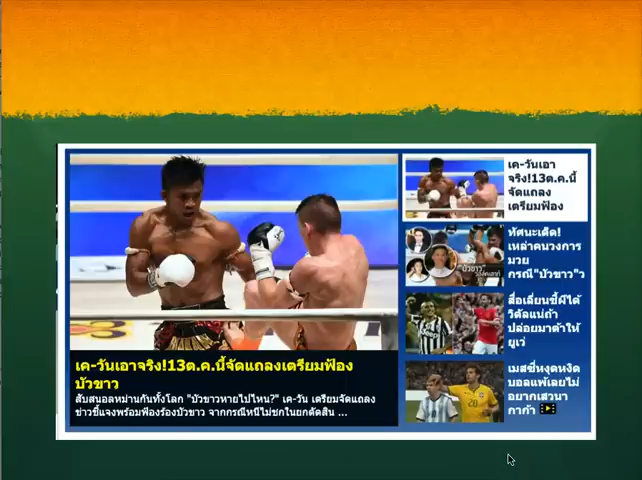 เค-วันเอาจริง!13ต.ค.นี้จัดแถลงเตรียมฟ้อง
บัวขาว
สับสนอลหม่านกันทั้งโลก "บัวขาวหายไปไหน?" เค-วัน เตรียมจัดแถลง
ข่าวชี้แจงพร้อมฟ้องร้องบัวขาว จากกรณีหนีไม่ชกในยกตัดสิน ...
เค-วันเอา
จริง!13ต.ค.นี้
จัดแถลง
เตรียมฟ้อง
ทัศนะเด็ด!
เหล่าคนวงการ
มวย
กรณี"บัวขาว"ว
สื่อเลี่ยนชี้ผีได้
วิดัลแน่ถ้า
ปล่อยมาต้าให้
ยูเว่
เมสซี่หงุดหงิด
บอลแพ้เลยไม่
อยากเสวนา
กาก้า